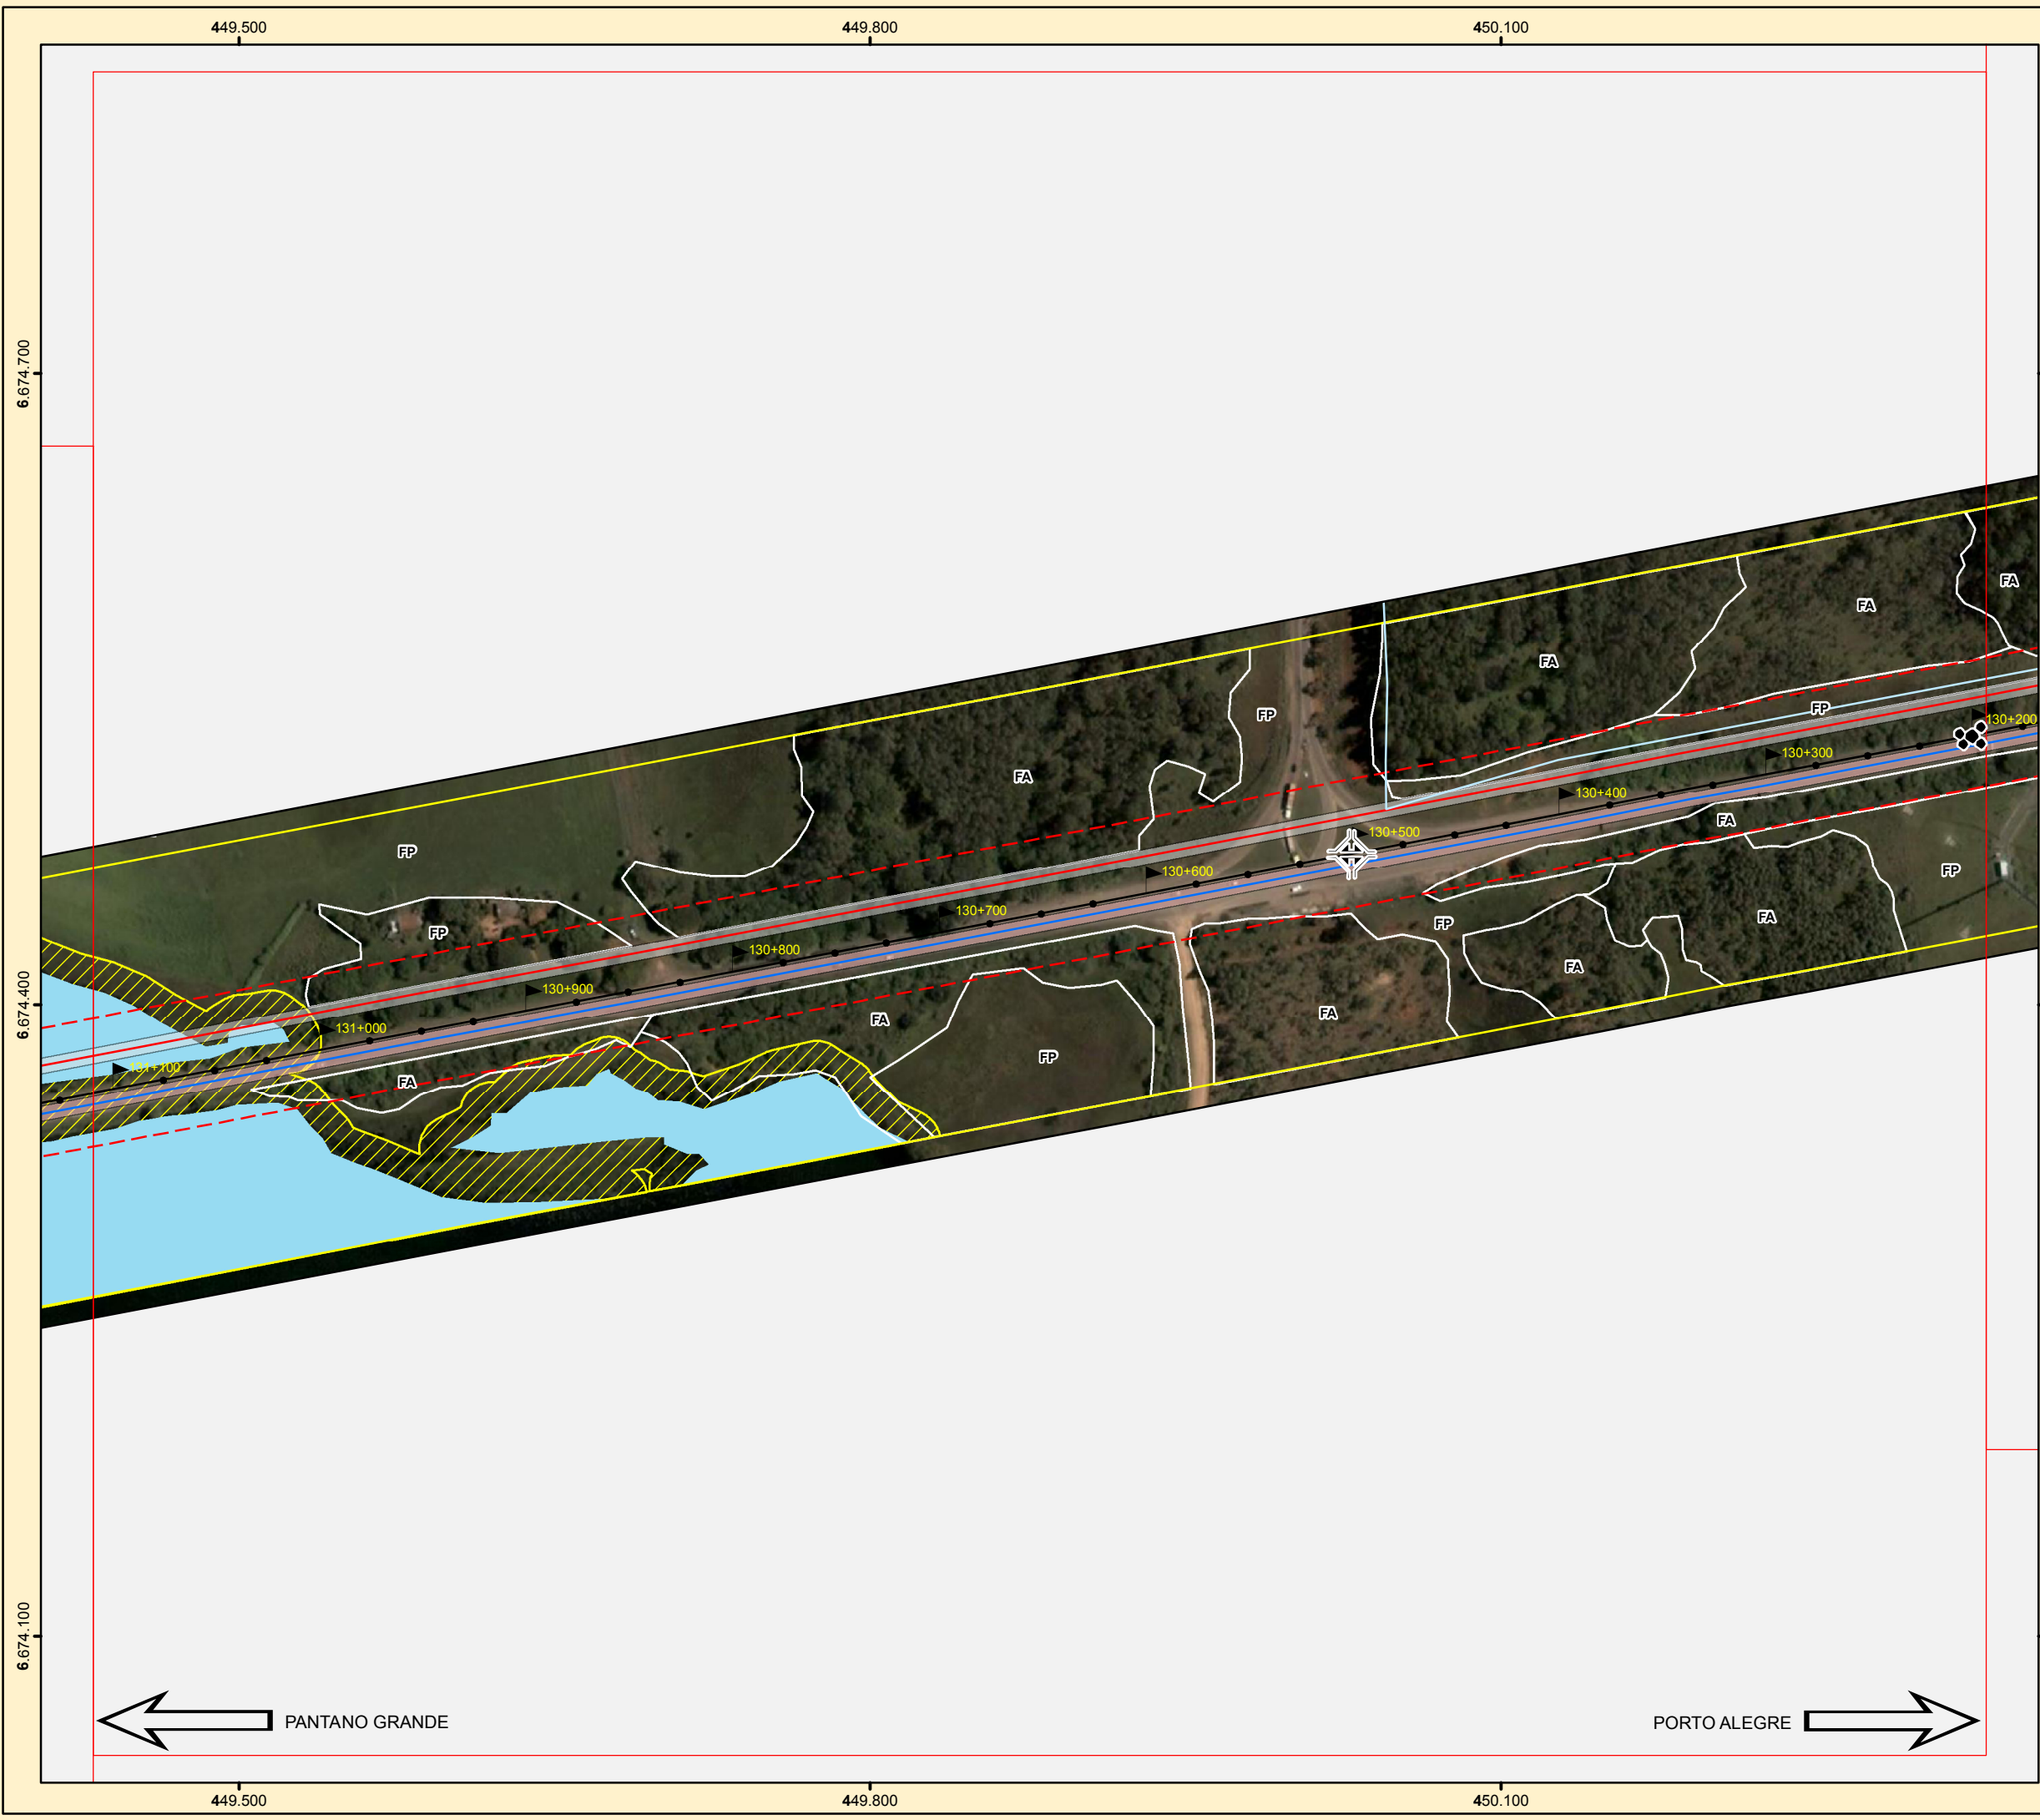 449.500 449.800 450.100
6.674.700
6.674.400
6.674.100
FA
FA
FA
FA
FP
FP
130+200
130+300
130+400
FA
130+500
FP
FA
FP
130+600
130+700
FP
FP
FA
FA
130+800
130+900
FA
FA
FP
131+000
131+100
FA
PANTANO GRANDE
PORTO ALEGRE
449.500 449.800 450.100